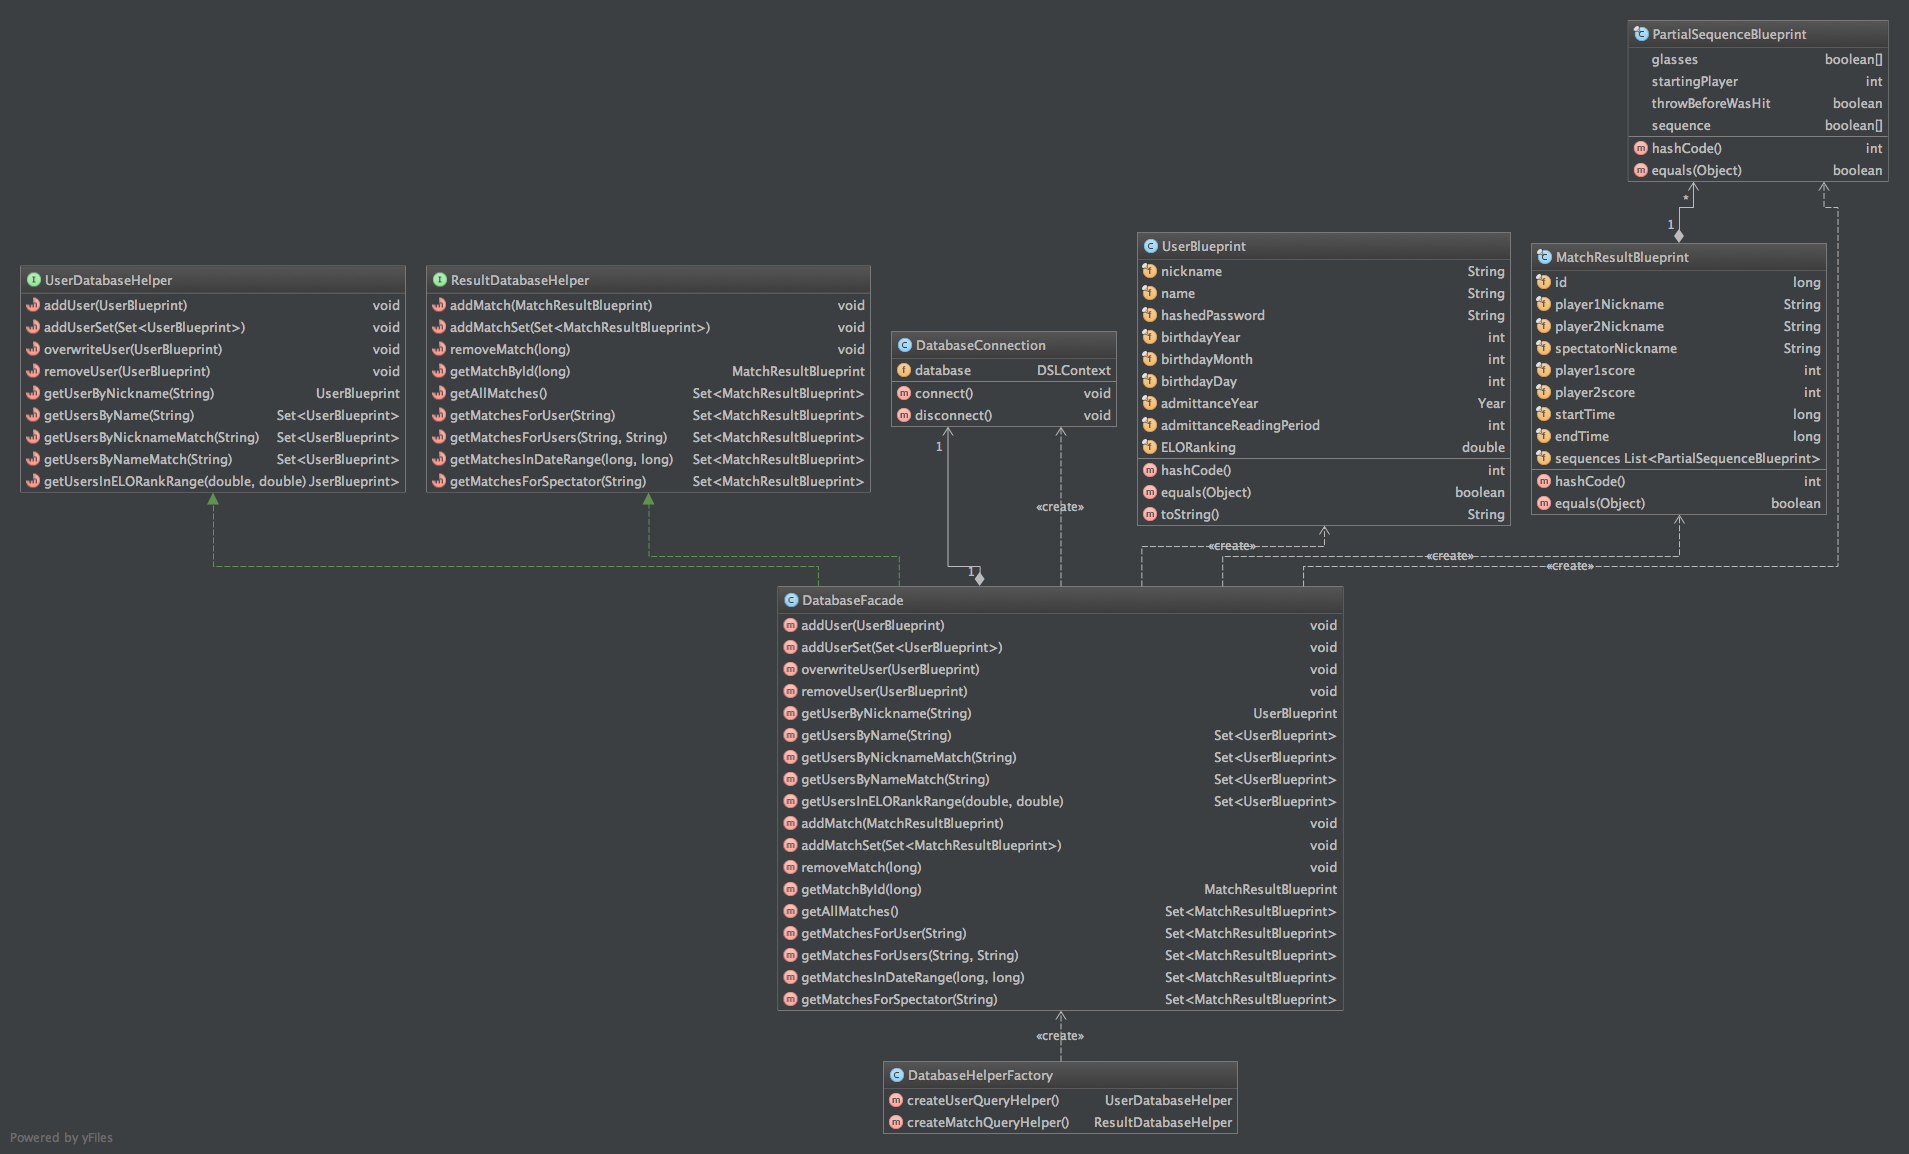 PartialSequenceBlueprint
glasses boolean[]
startingPlayer int
throwBeforeWasHit boolean
sequence boolean[]
hashCode() int
equals(Object) boolean
*
1
UserDatabaseHelper
addUser(UserBlueprint) void
addUserSet(Set<UserBlueprint>) void
overwriteUser(UserBlueprint) void
removeUser(UserBlueprint) void
getUserByNickname(String) UserBlueprint
getUsersByName(String) Set<UserBlueprint>
getUsersByNicknameMatch(String) Set<UserBlueprint>
getUsersByNameMatch(String) Set<UserBlueprint>
getUsersInELORankRange(double, double) JserBlueprint>
ResultDatabaseHelper
addMatch(MatchResultBlueprint) void
addMatchSet(Set<MatchResultBlueprint>) void
removeMatch(long) void
getMatchById(long) MatchResultBlueprint
getAllMatches() Set<MatchResultBlueprint>
getMatchesForUser(String) Set<MatchResultBlueprint>
getMatchesForUsers(String, String) Set<MatchResultBlueprint>
getMatchesInDateRange(long, long) Set<MatchResultBlueprint>
getMatchesForSpectator(String) Set<MatchResultBlueprint>
DatabaseConnection
database DSLContext
connect() void
disconnect() void
1
«create»
1
UserBlueprint
nickname String
name String
hashedPassword String
birthdayYear int
birthdayMonth int
birthdayDay int
admittanceYear Year
admittanceReadingPeriod int
ELORanking double
hashCode() int
equals(Object) boolean
toString() String
MatchResultBlueprint
id long
player1Nickname String
player2Nickname String
spectatorNickname String
player1score int
player2score int
startTime long
endTime long
sequences List<PartialSequenceBlueprint>
hashCode() int
equals(Object) boolean
«create»
«create»
«create»
DatabaseFacade
addUser(UserBlueprint) void
addUserSet(Set<UserBlueprint>) void
overwriteUser(UserBlueprint) void
removeUser(UserBlueprint) void
getUserByNickname(String) UserBlueprint
getUsersByName(String) Set<UserBlueprint>
getUsersByNicknameMatch(String) Set<UserBlueprint>
getUsersByNameMatch(String) Set<UserBlueprint>
getUsersInELORankRange(double, double) Set<UserBlueprint>
addMatch(MatchResultBlueprint) void
addMatchSet(Set<MatchResultBlueprint>) void
removeMatch(long) void
getMatchById(long) MatchResultBlueprint
getAllMatches() Set<MatchResultBlueprint>
getMatchesForUser(String) Set<MatchResultBlueprint>
getMatchesForUsers(String, String) Set<MatchResultBlueprint>
getMatchesInDateRange(long, long) Set<MatchResultBlueprint>
getMatchesForSpectator(String) Set<MatchResultBlueprint>
«create»
DatabaseHelperFactory
createUserQueryHelper() UserDatabaseHelper
createMatchQueryHelper() ResultDatabaseHelper
Powered by yFiles